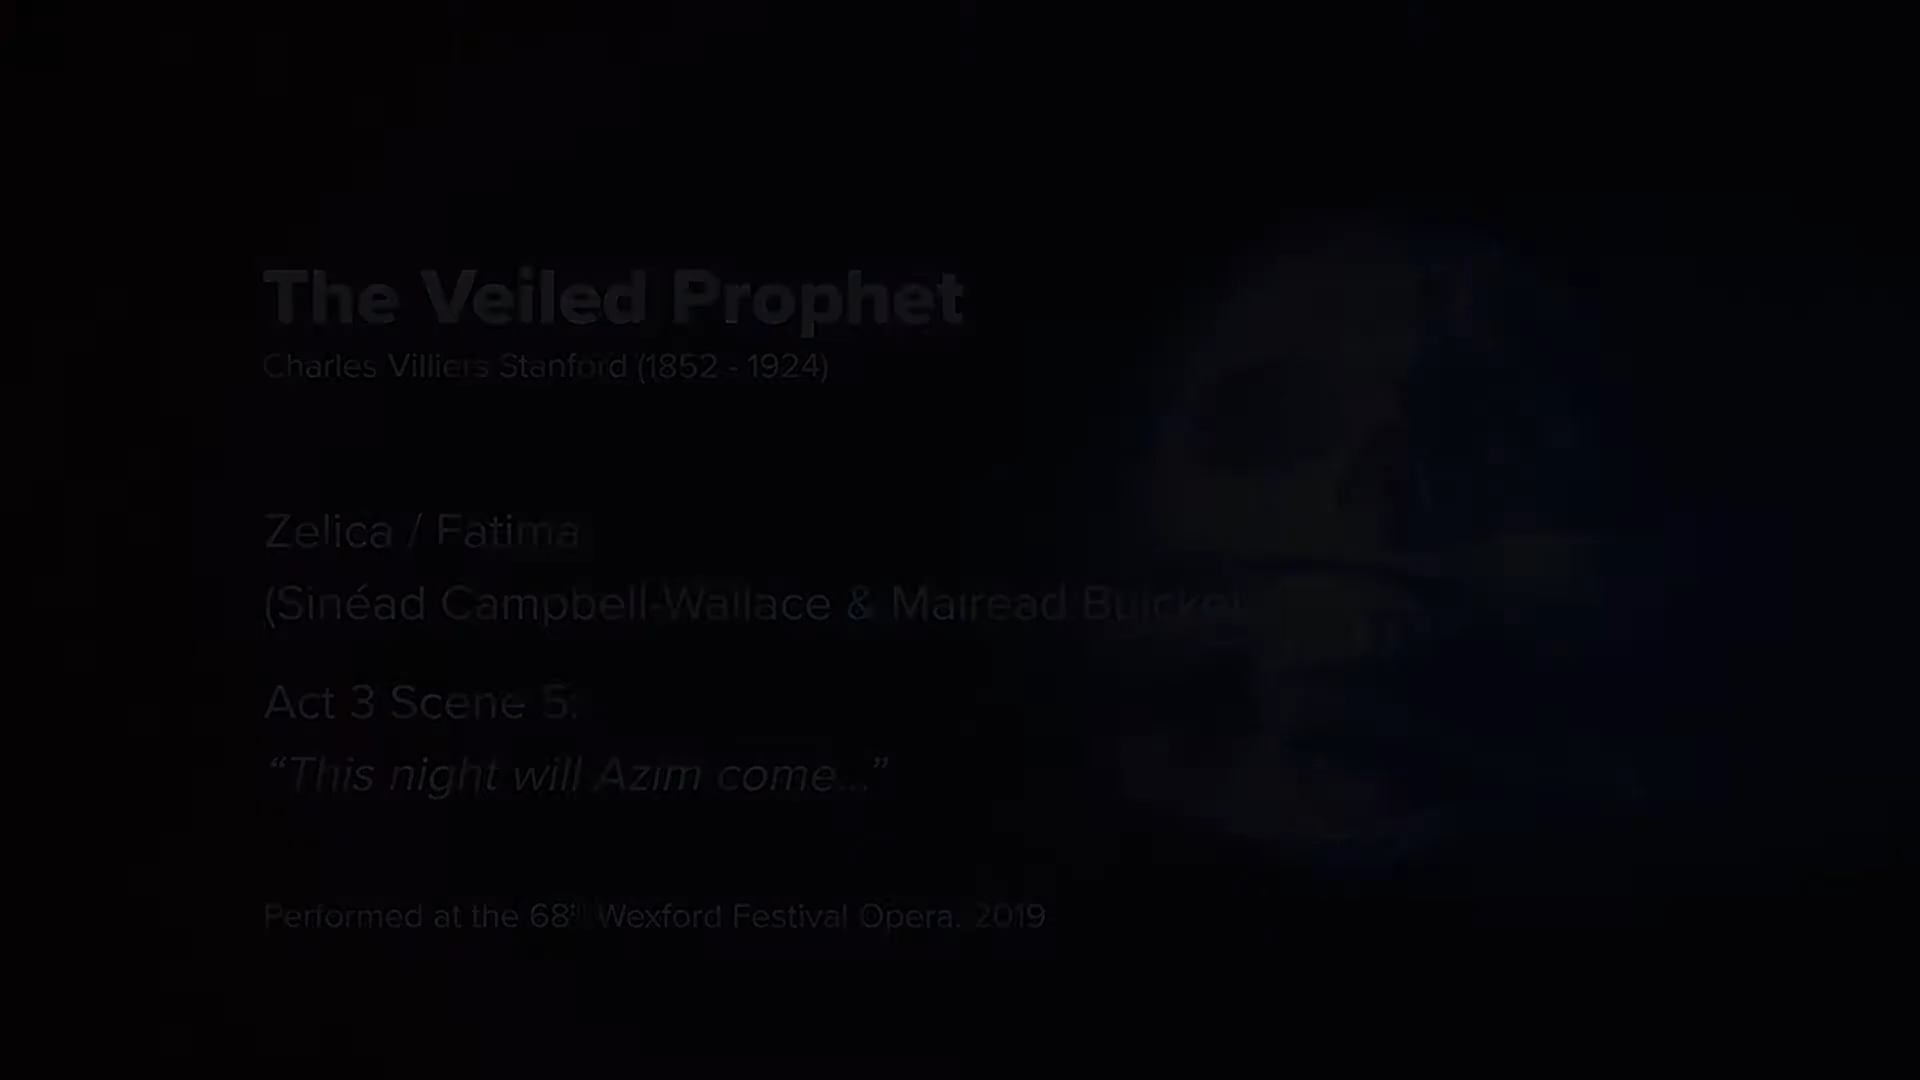 The Veiled Prophet
Charles Villiers Stanford (1852 - 1924)
Zelica / Fatima
(Sinéad Campbell-Wallace & Mairead Buicke)
Act 3 Scene 5:
“This night will Azim come...”
Performed at the 68th Wexford Festival Opera. 2019